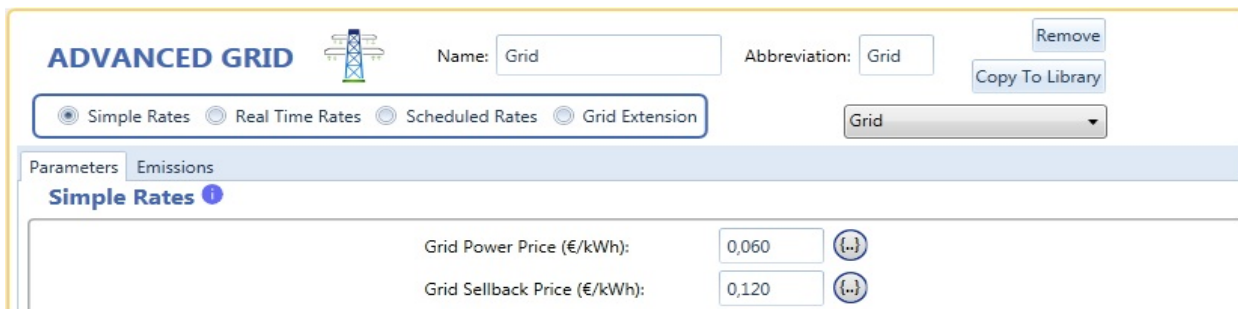 Remove
ADVANCED GRID Name: Grid Abbreviation: Grid
Copy To Library
Simple Rates Real Time Rates Scheduled Rates Grid Extension Grid
Parameters Emissions
Simple Rates i
Grid Power Price (€/kWh): 0,060 {..}
Grid Sellback Price (€/kWh): 0,120 {..}